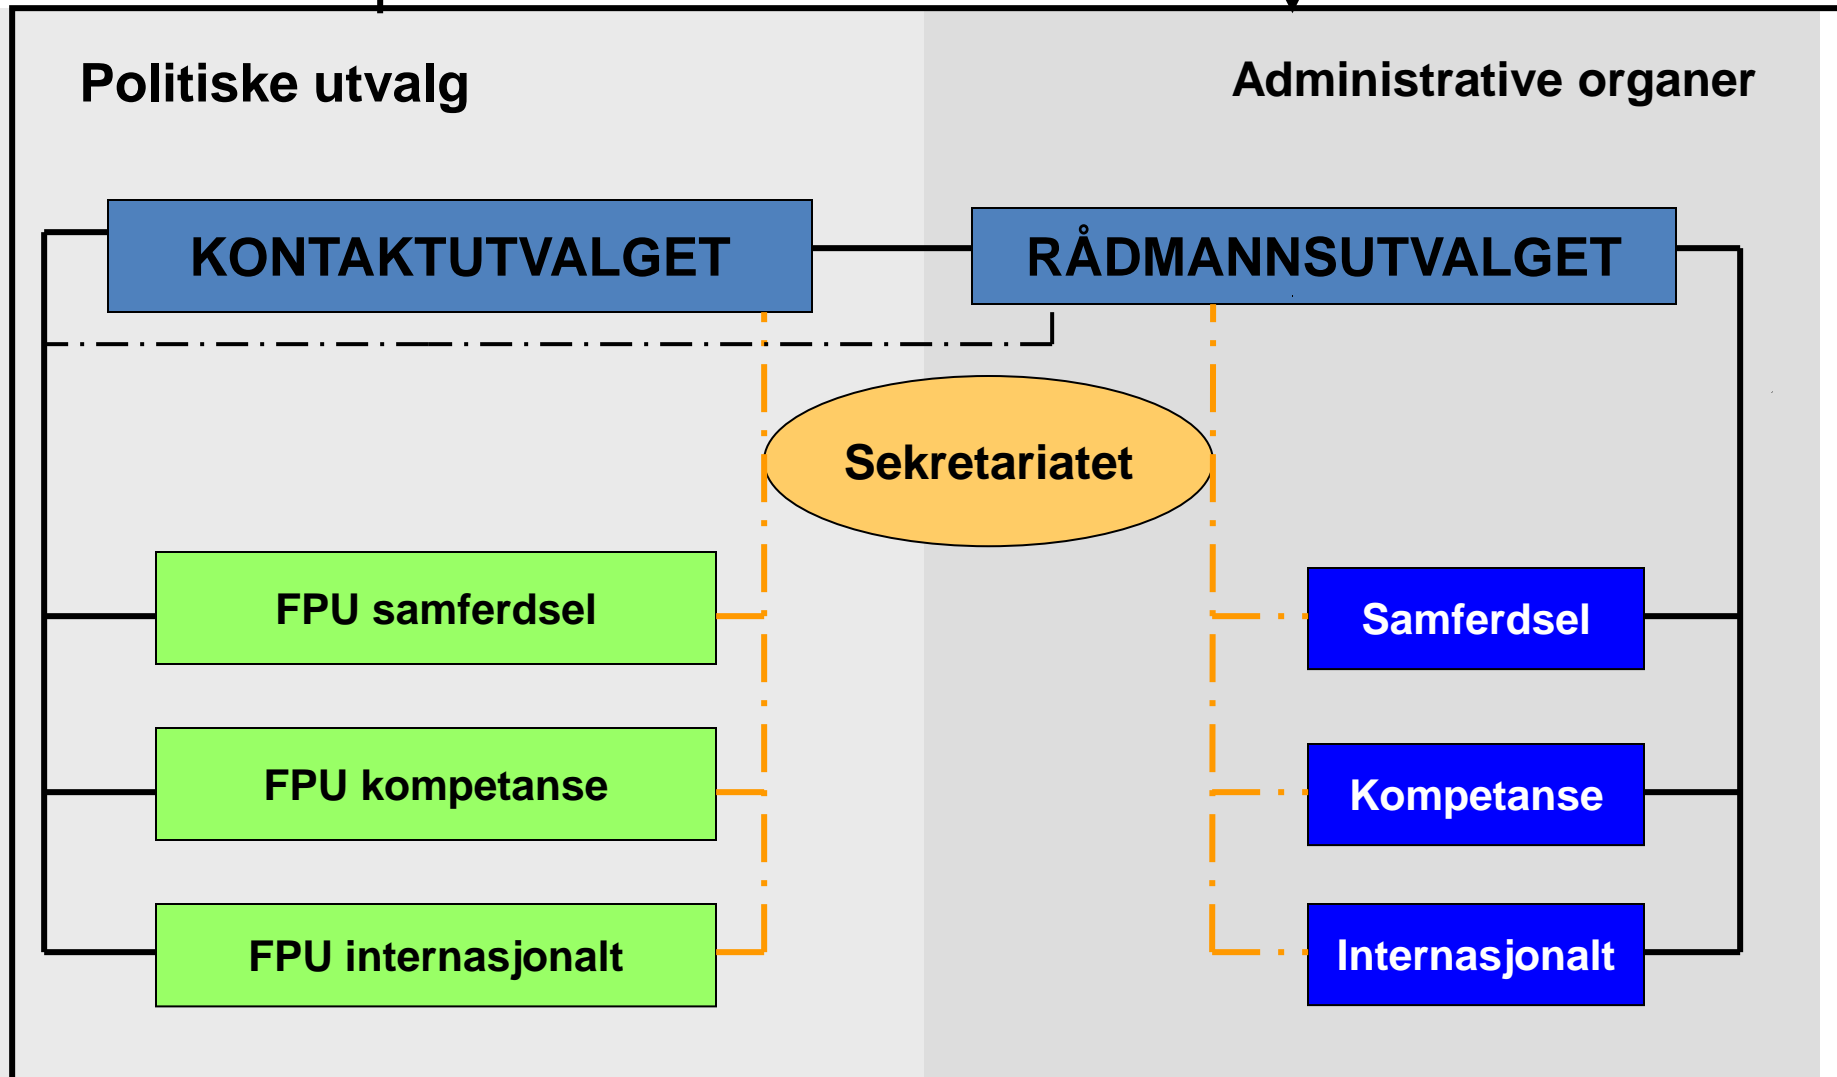 Politiske utvalg
Administrative organer
KONTAKTUTVALGET
RÅDMANNSUTVALGET
Sekretariatet
FPU samferdsel
Samferdsel
FPU kompetanse
Kompetanse
FPU internasjonalt
Internasjonalt